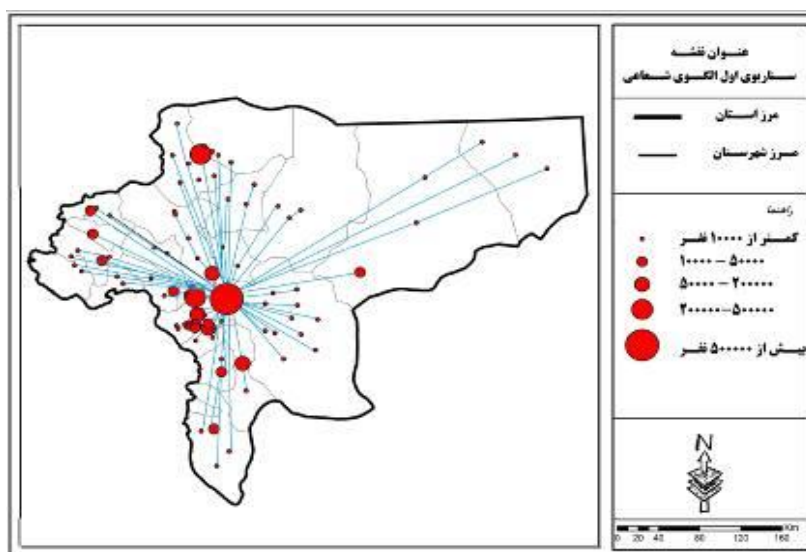 عنوان نقشه
سناریوی اول الگوی شعاعی
مرز استان
مرز شهرستان
راهنما
کمتر از ۱۰۰۰۰ نفر
۱۰۰۰۰ – ۵۰۰۰۰
۵۰۰۰۰ – ۲۰۰۰۰۰
۲۰۰۰۰۰–۵۰۰۰۰۰
بیش از ۵۰۰۰۰۰ نفر
N
Km
0 20 40 80 120 160